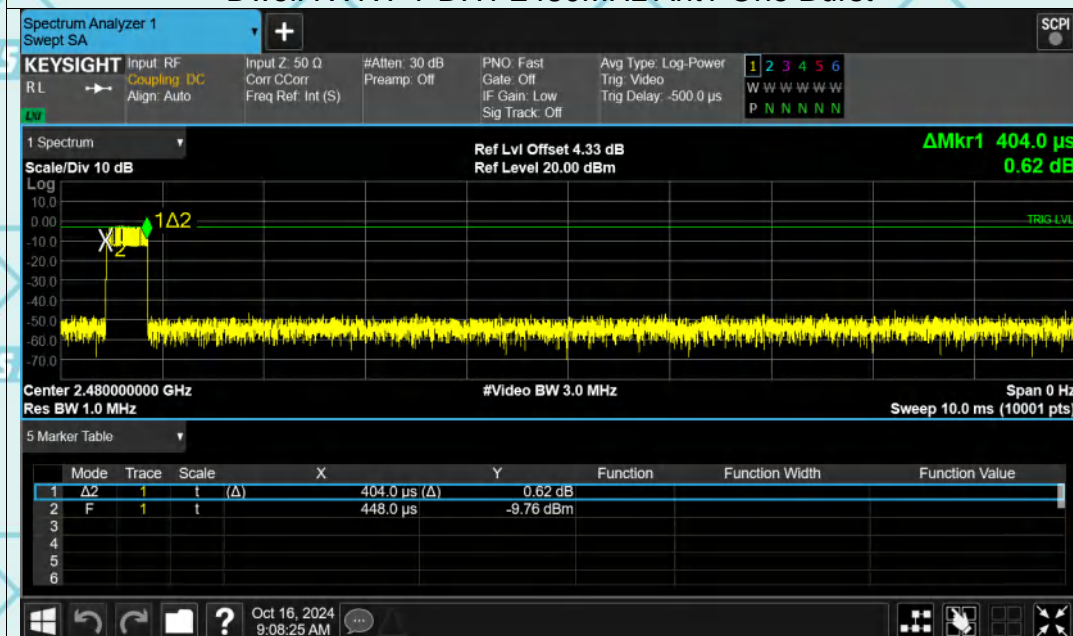 Spectrum Analyzer 1
Swept SA
+
SCPI
KEYSIGHT
RL
LXI
Input: RF
Coupling: DC
Align: Auto
Input Z: 50 Ω
Corr CCorr
Freq Ref: Int (S)
#Atten: 30 dB
Preamp: Off
PNO: Fast
Gate: Off
IF Gain: Low
Sig Track: Off
Avg Type: Log-Power
Trig: Video
Trig Delay: -500.0 µs
1 2 3 4 5 6
W W W W W W
P N N N N N
1 Spectrum
Scale/Div 10 dB
Ref Lvl Offset 4.33 dB
Ref Level 20.00 dBm
ΔMkr1 404.0 µs
0.62 dB
Log
10.0
0.00
-10.0
-20.0
-30.0
-40.0
-50.0
-60.0
-70.0
1Δ2
X2
TRIG LVL
Center 2.480000000 GHz
#Video BW 3.0 MHz
Span 0 Hz
Res BW 1.0 MHz
Sweep 10.0 ms (10001 pts)
5 Marker Table
Mode Trace Scale X Y Function Function Width Function Value
1 Δ2 1 t (Δ) 404.0 µs (Δ) 0.62 dB
2 F 1 t 448.0 µs -9.76 dBm
3
4
5
6
?
Oct 16, 2024
9:08:25 AM